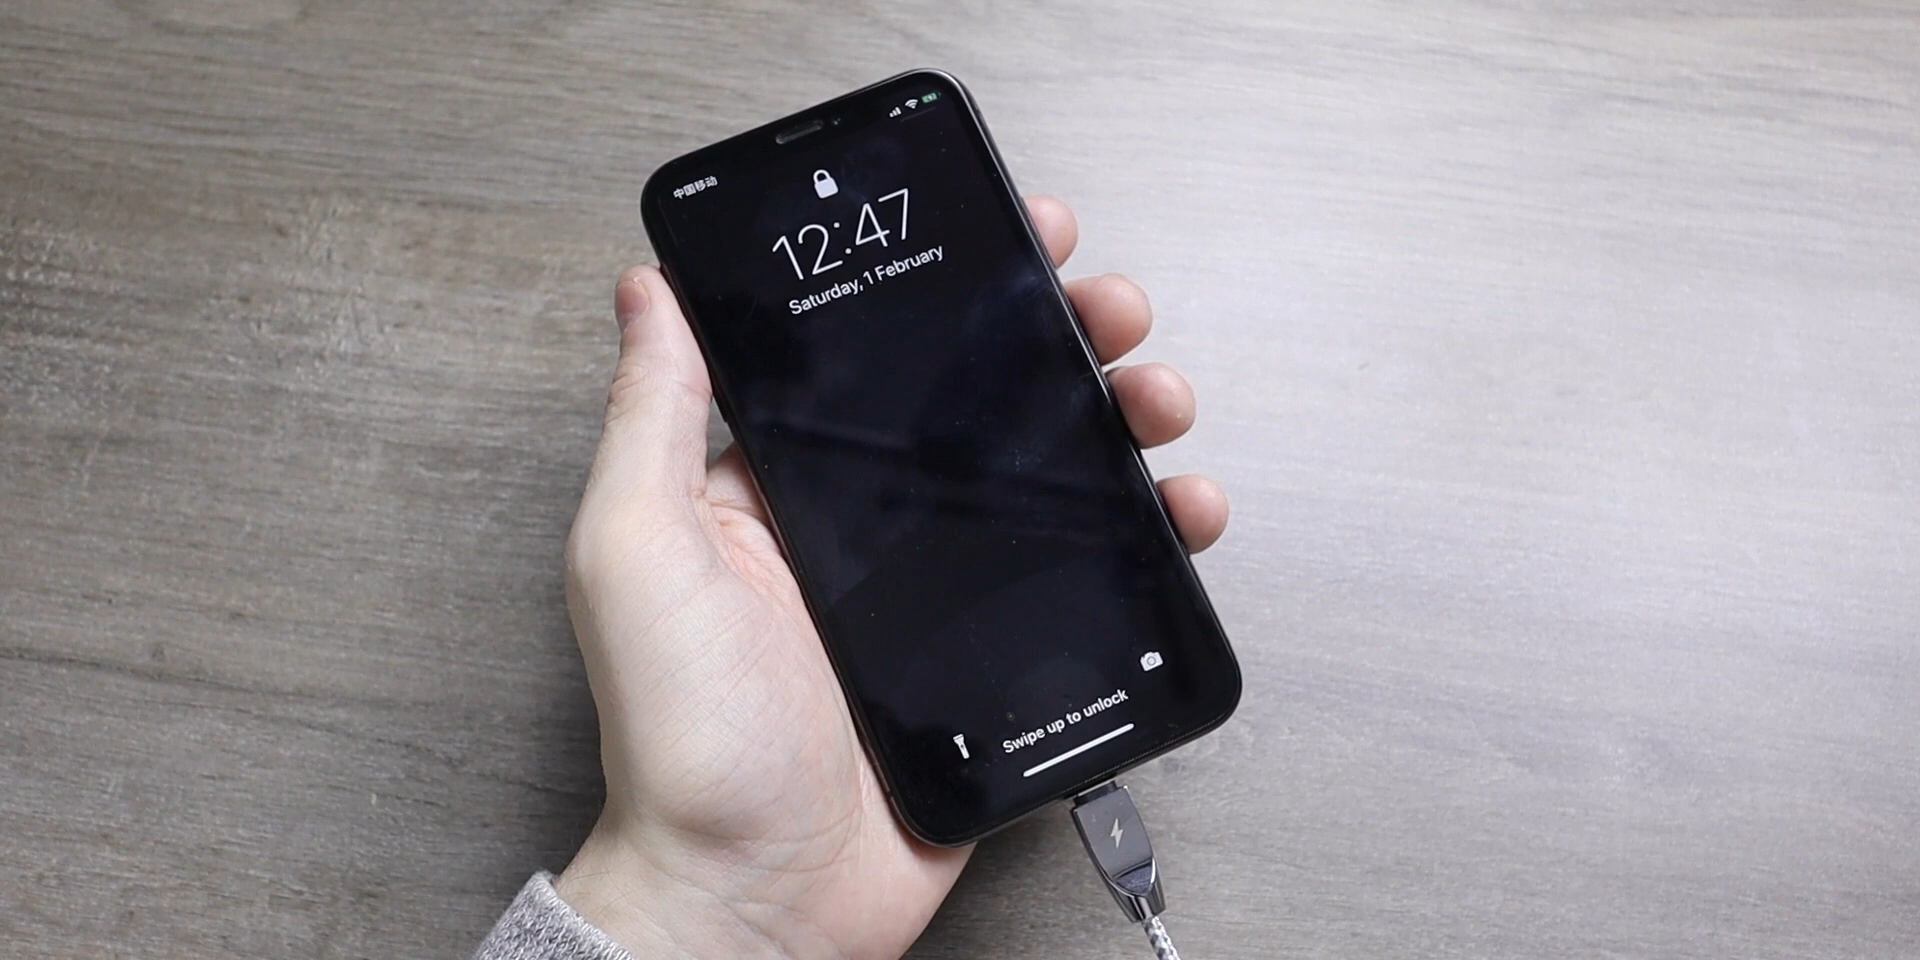 中国移动
12:47
Saturday, 1 February
Swipe up to unlock